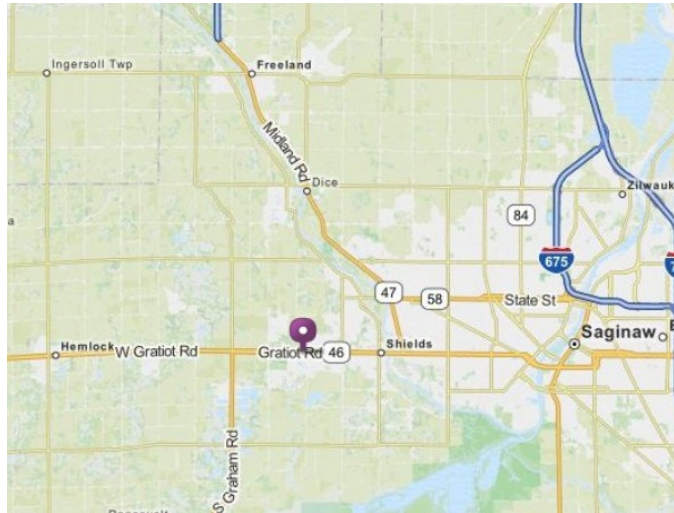 Ingersoll Twp
Freeland
Midland Rd
Dice
84
675
47
58
State St
Hemlock
W Gratiot Rd
Gratiot Rd
46
Shields
Saginaw
S Graham Rd